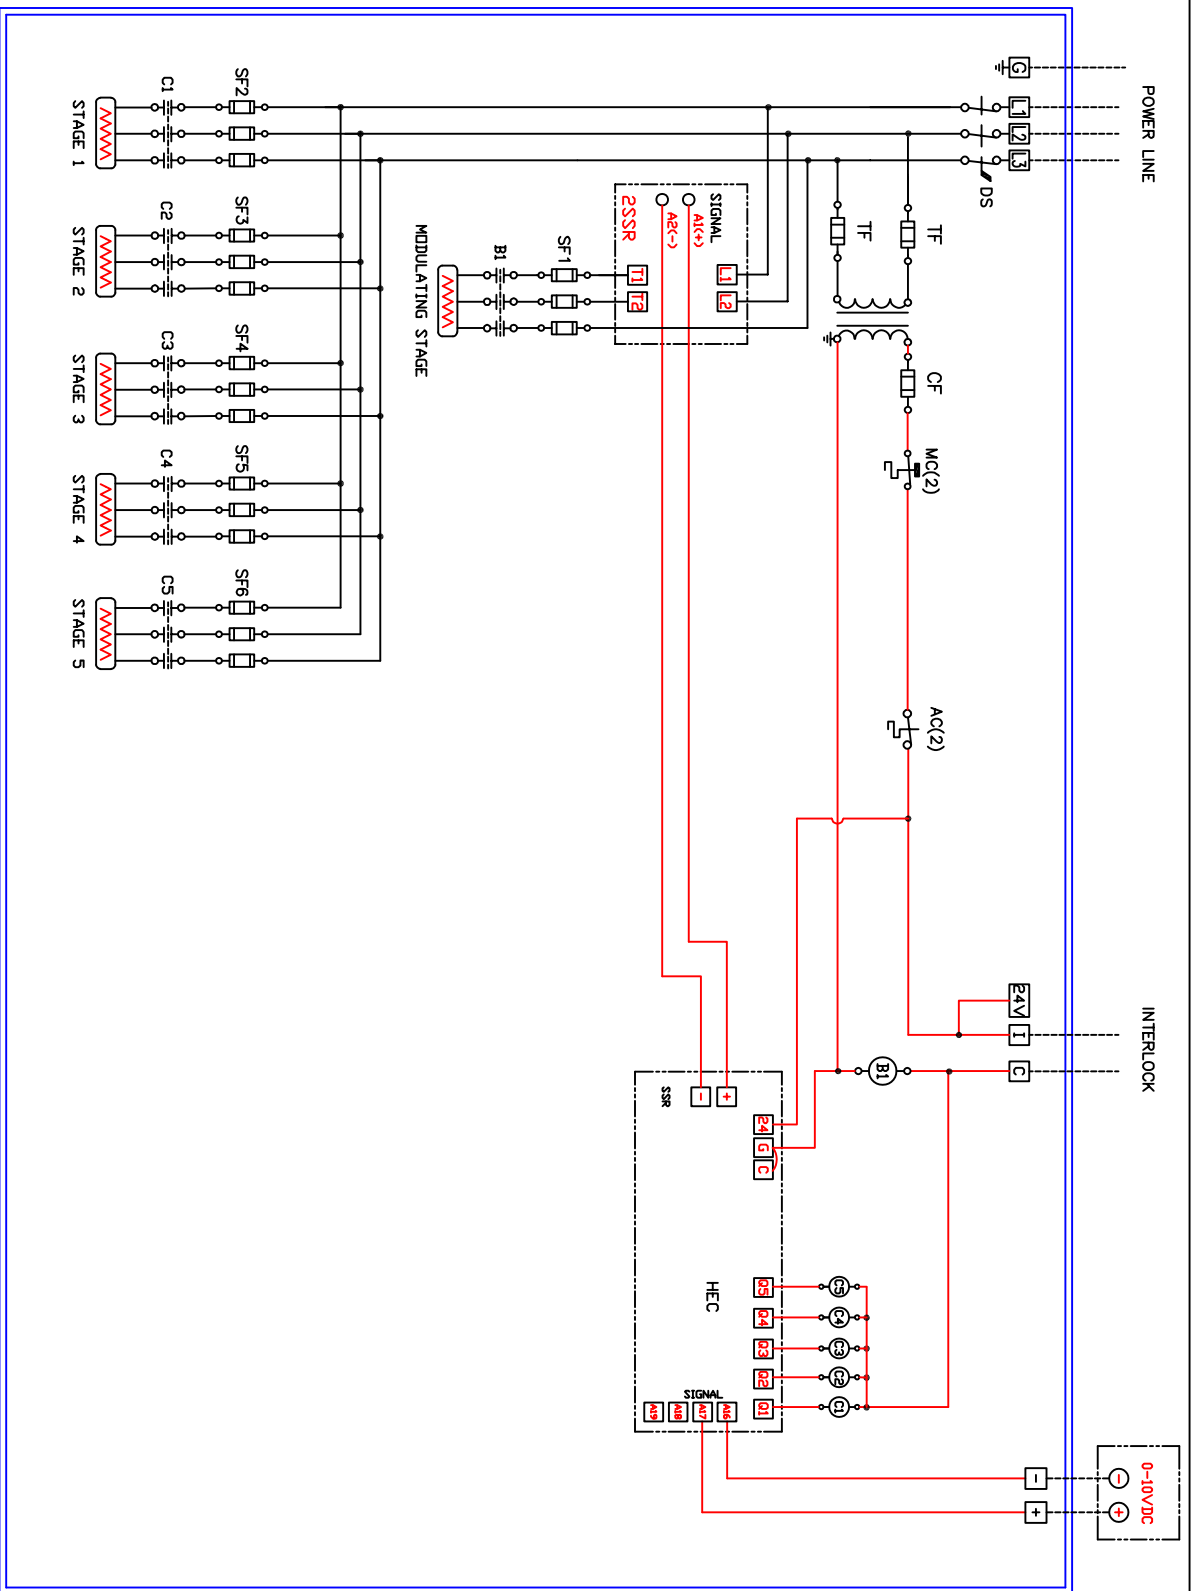 POWER LINE
G
L1
L2
L3
DS
TF
TF
CF
MC(2)
AC(2)
INTERLOCK
24V
I
C
B1
0-10VDC
-
+
-
+
SIGNAL
A1(+)
A2(-)
2SSR
L1
L2
T1
T2
SF1
B1
MODULATING STAGE
SF2
C1
STAGE 1
SF3
C2
STAGE 2
SF4
C3
STAGE 3
SF5
C4
STAGE 4
SF6
C5
STAGE 5
SSR
-
+
24
G
C
HEC
Q5
Q4
Q3
Q2
Q1
C5
C4
C3
C2
C1
SIGNAL
A19
A18
A17
A16